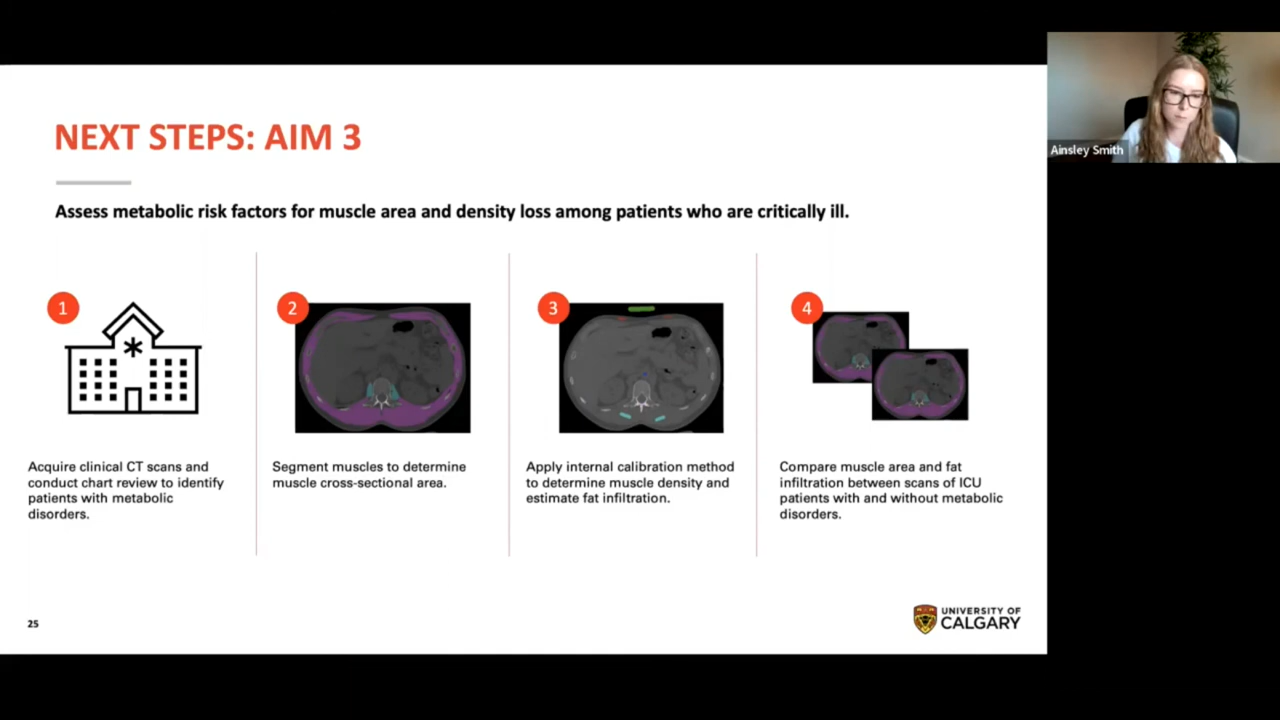 NEXT STEPS: AIM 3
Assess metabolic risk factors for muscle area and density loss among patients who are critically ill.
1
Acquire clinical CT scans and
conduct chart review to identify
patients with metabolic
disorders.
2
Segment muscles to determine
muscle cross-sectional area.
3
Apply internal calibration method
to determine muscle density and
estimate fat infiltration.
4
Compare muscle area and fat
infiltration between scans of ICU
patients with and without metabolic
disorders.
25
UNIVERSITY OF
CALGARY
Ainsley Smith